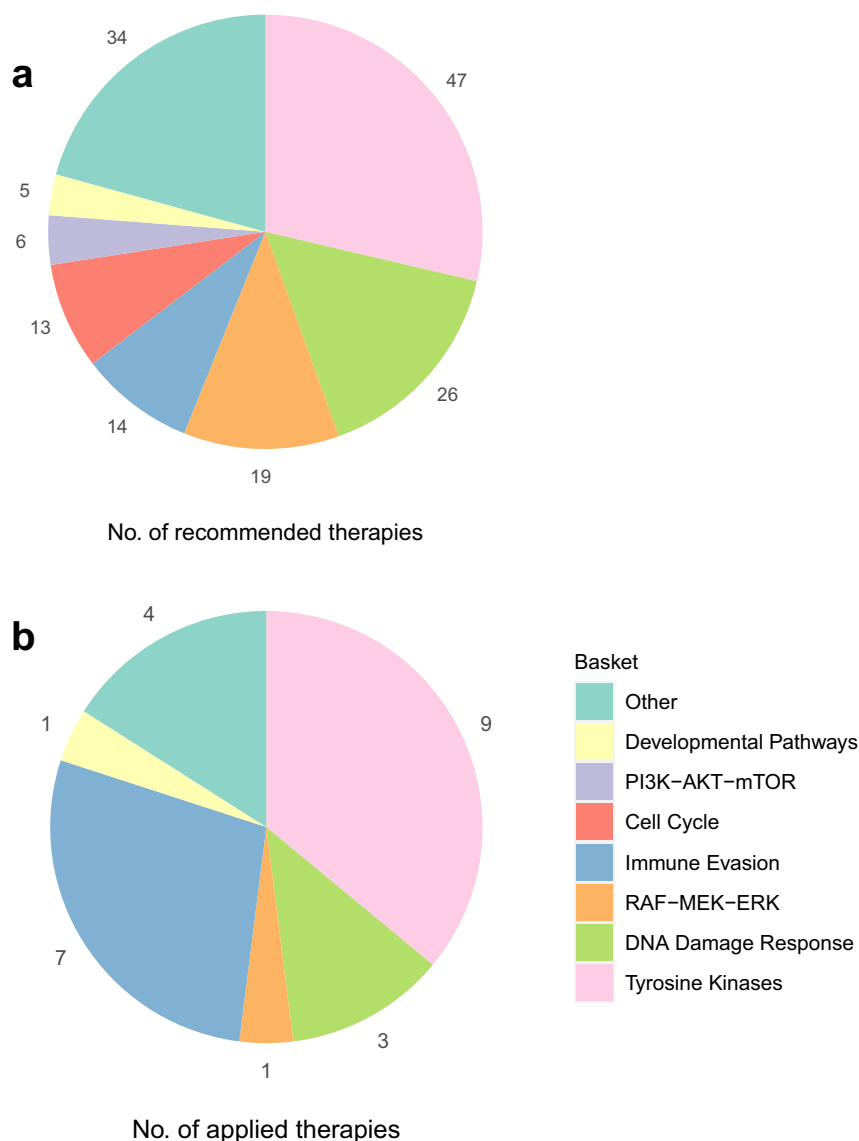 a
34
47
5
6
13
14
19
26
No. of recommended therapies
b
4
9
1
7
1
3
No. of applied therapies
Basket
Other
Developmental Pathways
PI3K−AKT−mTOR
Cell Cycle
Immune Evasion
RAF−MEK−ERK
DNA Damage Response
Tyrosine Kinases